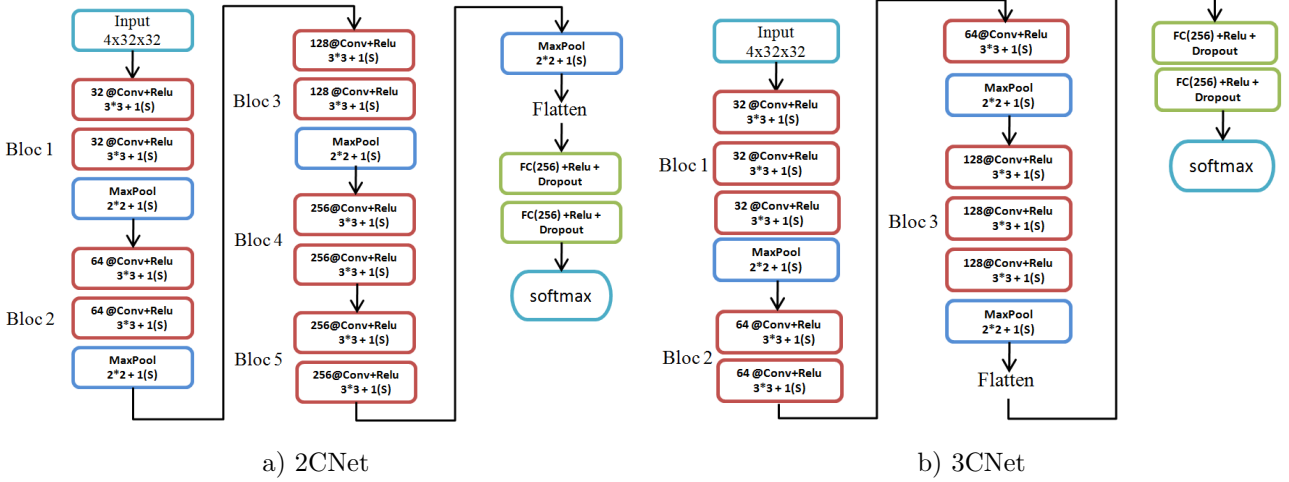 Input
4x32x32
32 @Conv+Relu
3*3 + 1(S)
Bloc 1
32 @Conv+Relu
3*3 + 1(S)
MaxPool
2*2 + 1(S)
64 @Conv+Relu
3*3 + 1(S)
Bloc 2
64 @Conv+Relu
3*3 + 1(S)
MaxPool
2*2 + 1(S)
128@Conv+Relu
3*3 + 1(S)
Bloc 3
128 @Conv+Relu
3*3 + 1(S)
MaxPool
2*2 + 1(S)
256@Conv+Relu
3*3 + 1(S)
Bloc 4
256@Conv+Relu
3*3 + 1(S)
256@Conv+Relu
3*3 + 1(S)
Bloc 5
256@Conv+Relu
3*3 + 1(S)
MaxPool
2*2 + 1(S)
Flatten
FC(256) +Relu +
Dropout
FC(256) +Relu +
Dropout
softmax
a) 2CNet
Input
4x32x32
32 @Conv+Relu
3*3 + 1(S)
Bloc 1
32 @Conv+Relu
3*3 + 1(S)
32 @Conv+Relu
3*3 + 1(S)
MaxPool
2*2 + 1(S)
64 @Conv+Relu
3*3 + 1(S)
Bloc 2
64 @Conv+Relu
3*3 + 1(S)
64@Conv+Relu
3*3 + 1(S)
MaxPool
2*2 + 1(S)
128@Conv+Relu
3*3 + 1(S)
Bloc 3
128@Conv+Relu
3*3 + 1(S)
128@Conv+Relu
3*3 + 1(S)
MaxPool
2*2 + 1(S)
Flatten
FC(256) +Relu +
Dropout
FC(256) +Relu +
Dropout
softmax
b) 3CNet